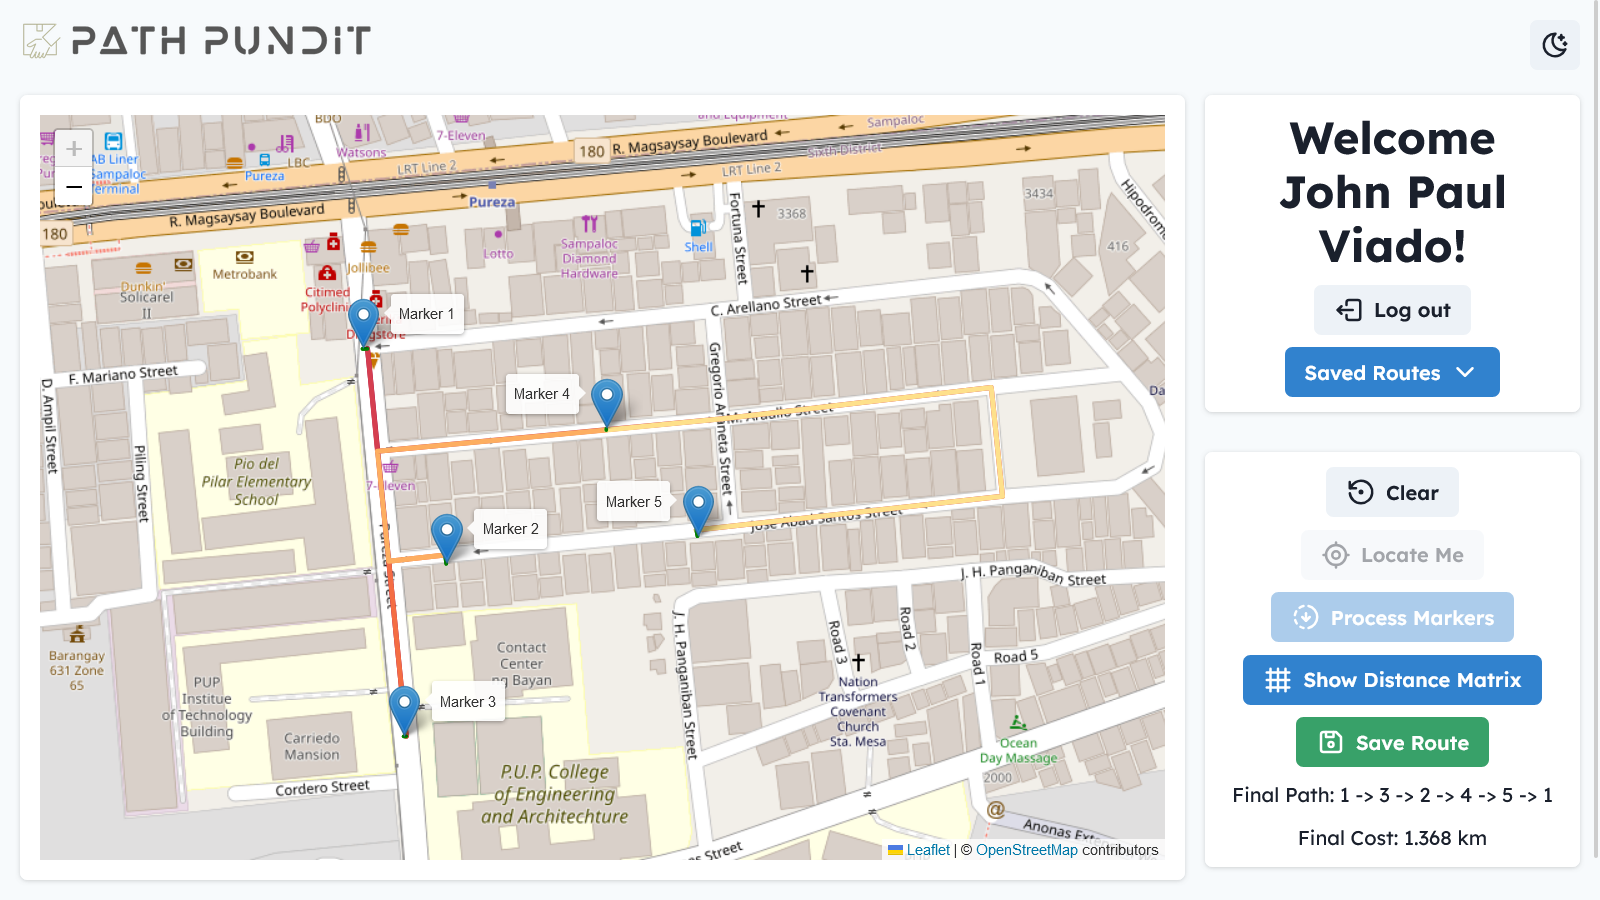 PATH PUNDIT
BDO
7-Eleven
Watsons
LBC
AB Liner
Sampaloc
Terminal
Pureza
LRT Line 2
180
R. Magsaysay Boulevard
Sampaloc
Sixth District
LRT Line 2
Pureza
R. Magsaysay Boulevard
180
+
−
Metrobank
Dunkin'
Solicarel
II
Jollibee
Citimed
Lotto
Sampaloc
Diamond
Hardware
Shell
Fortuna Street
3368
3434
416
C. Arellano Street
Gregorio Araneta Street
F. Mariano Street
D. Ampil Street
Piling Street
Pio del
Pilar Elementary
School
Marker 1
Marker 4
M. Araullo Street
7-Eleven
Marker 5
Marker 2
Jose Abad Santos Street
Pureza Street
J. H. Panganiban Street
J. H. Panganiban Street
Road 3
Road 2
Road 1
Road 5
Barangay
631 Zone
65
PUP
Institue
of Technology
Building
Carriedo
Mansion
Cordero Street
Contact
Center
ng Bayan
Marker 3
P.U.P. College
of Engineering
and Architechture
Nation
Transformers
Covenant
Church
Sta. Mesa
Ocean
Day Massage
2000
Leaflet | © OpenStreetMap contributors
Welcome
John Paul
Viado!
Log out
Saved Routes
Clear
Locate Me
Process Markers
Show Distance Matrix
Save Route
Final Path: 1 -> 3 -> 2 -> 4 -> 5 -> 1
Final Cost: 1.368 km